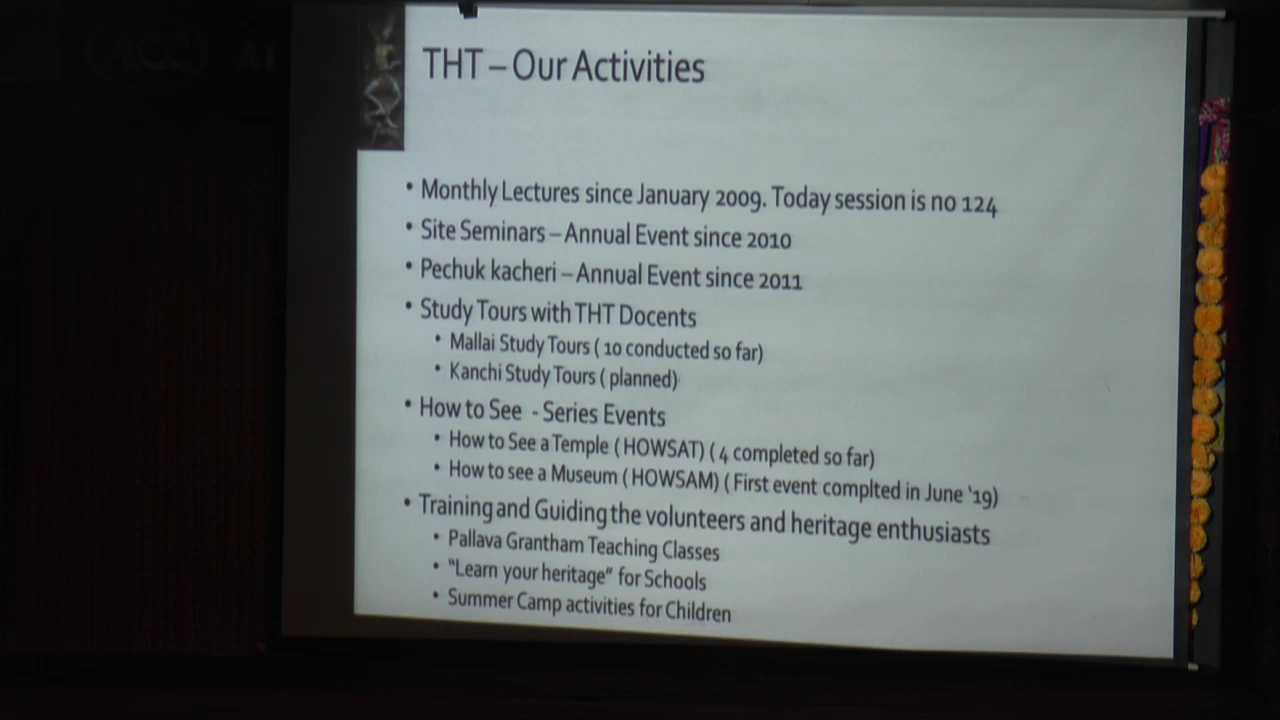 THT – Our Activities
• Monthly Lectures since January 2009. Today session is no 124
• Site Seminars – Annual Event since 2010
• Pechuk kacheri – Annual Event since 2011
• Study Tours with THT Docents
• Mallai Study Tours ( 10 conducted so far)
• Kanchi Study Tours ( planned)
• How to See - Series Events
• How to See a Temple ( HOWSAT) ( 4 completed so far)
• How to see a Museum ( HOWSAM) ( First event complted in June '19)
• Training and Guiding the volunteers and heritage enthusiasts
• Pallava Grantham Teaching Classes
• "Learn your heritage" for Schools
• Summer Camp activities for Children